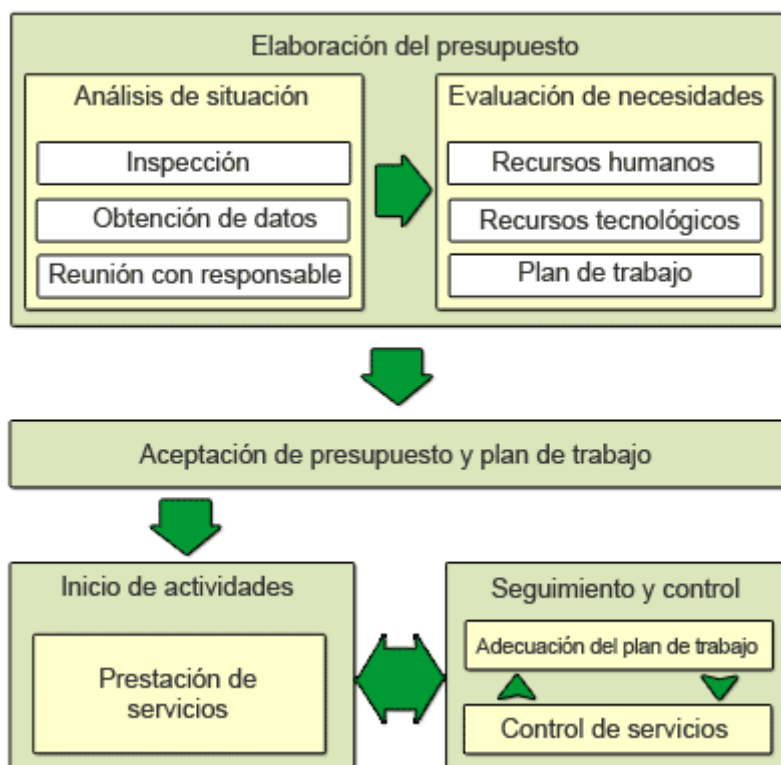 Elaboración del presupuesto
Análisis de situación
Inspección
Obtención de datos
Reunión con responsable
Evaluación de necesidades
Recursos humanos
Recursos tecnológicos
Plan de trabajo
Aceptación de presupuesto y plan de trabajo
Inicio de actividades
Prestación de
servicios
Seguimiento y control
Adecuación del plan de trabajo
Control de servicios